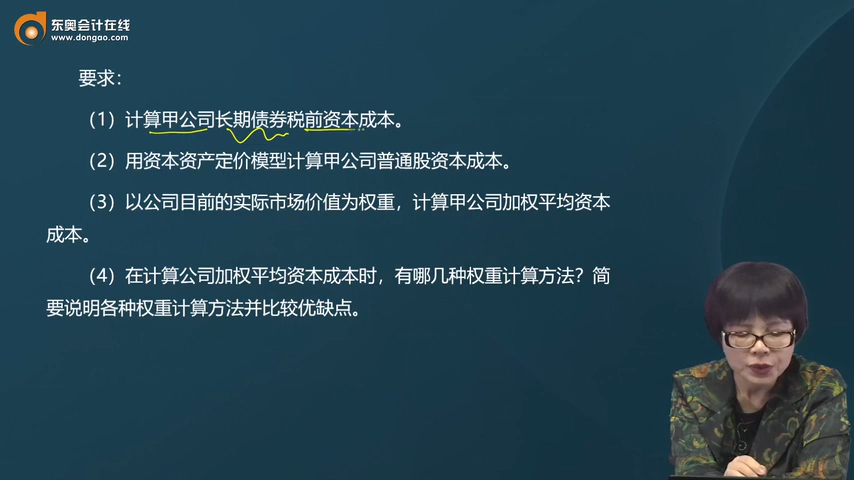 东奥会计在线
www.dongao.com
要求：
（1）计算甲公司长期债券税前资本成本。
（2）用资本资产定价模型计算甲公司普通股资本成本。
（3）以公司目前的实际市场价值为权重，计算甲公司加权平均资本
成本。
（4）在计算公司加权平均资本成本时，有哪几种权重计算方法？简
要说明各种权重计算方法并比较优缺点。